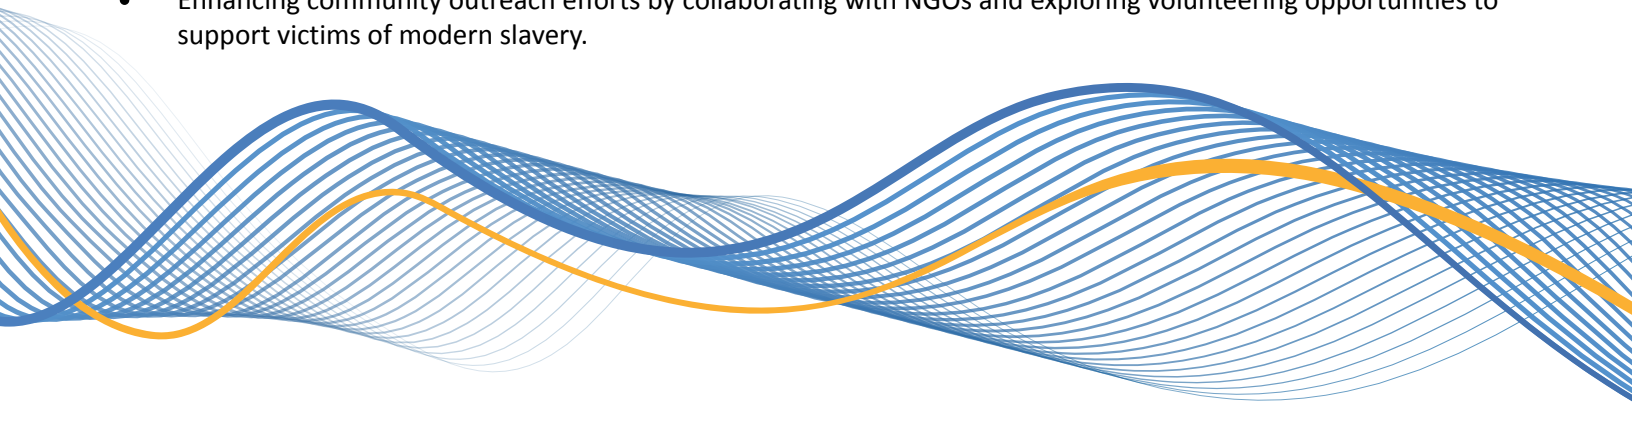 • Enhancing community outreach efforts by collaborating with NGOs and exploring volunteering opportunities to
support victims of modern slavery.